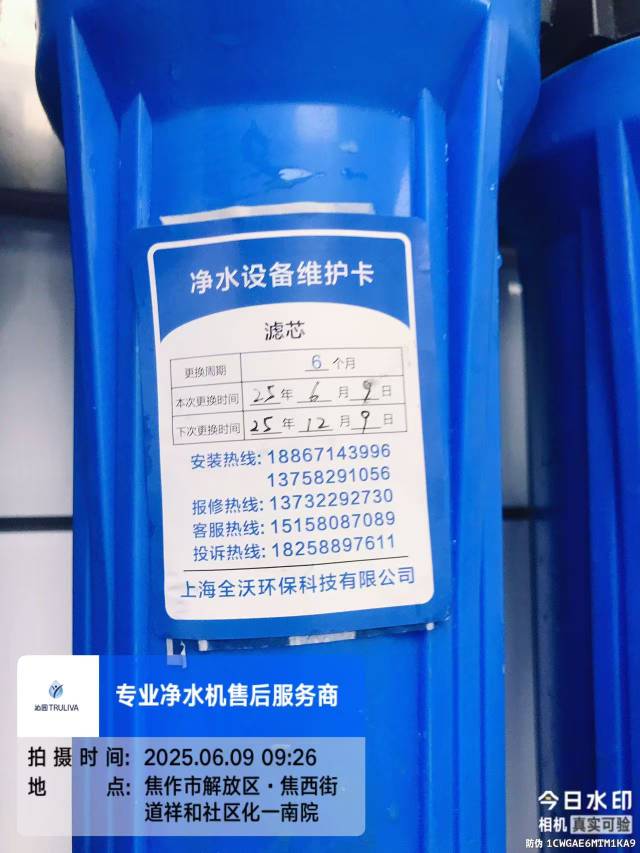 净水设备维护卡
滤芯
更换周期 6 个月
本次更换时间 25 年 6 月 9 日
下次更换时间 25 年 12 月 9 日
安装热线: 18867143996
13758291056
报修热线: 13732292730
客服热线: 15158087089
投诉热线: 18258897611
上海全沃环保科技有限公司
沁园 TRULIVA
专业净水机售后服务商
拍摄时间: 2025.06.09 09:26
地 点: 焦作市解放区·焦西街
道祥和社区化一南院
今日水印
相机 真实可验
防伪 1CWGAE6MTM1KA9